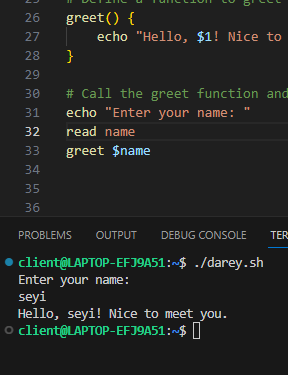 25 # Define a function to greet
26 greet() {
27 echo "Hello, $1! Nice to
28 }
29
30 # Call the greet function and
31 echo "Enter your name: "
32 read name
33 greet $name
34
35
36
PROBLEMS OUTPUT DEBUG CONSOLE TER
client@LAPTOP-EFJ9A51:~$ ./darey.sh
Enter your name:
seyi
Hello, seyi! Nice to meet you.
client@LAPTOP-EFJ9A51:~$